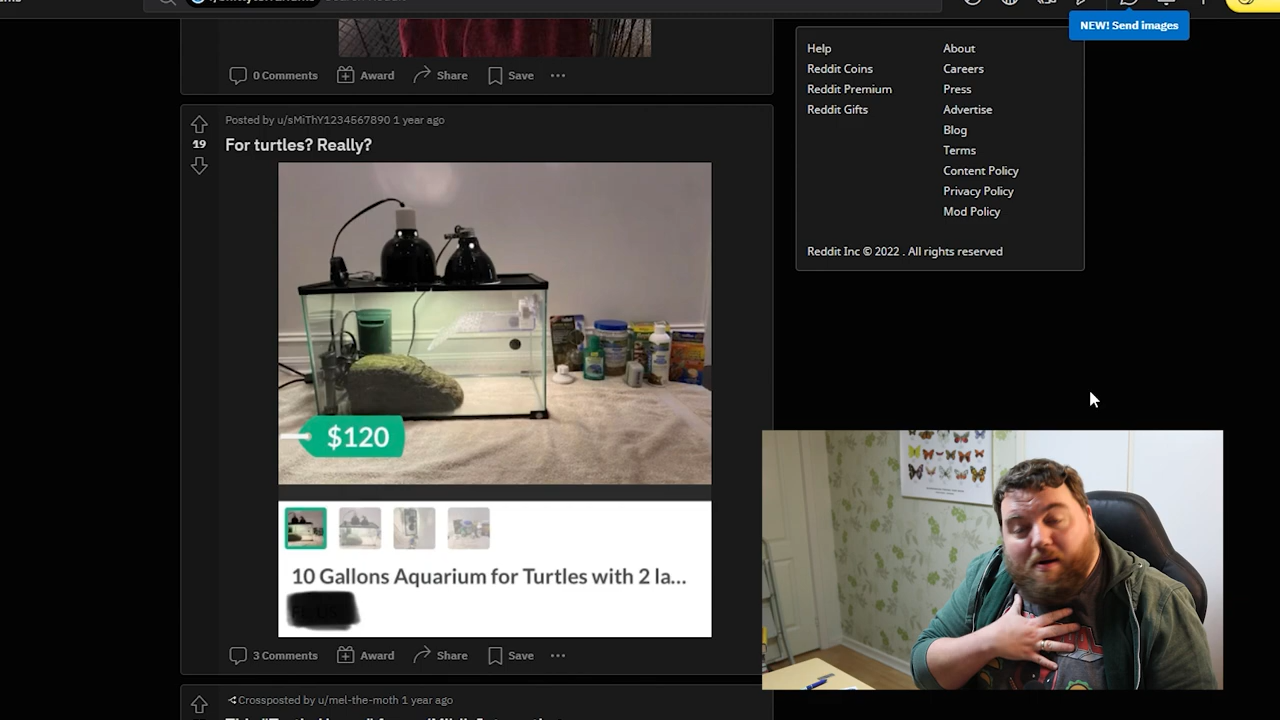 NEW! Send images
0 Comments
Award
Share
Save
Posted by u/sMiThY1234567890 1 year ago
19
For turtles? Really?
$120
10 Gallons Aquarium for Turtles with 2 la...
3 Comments
Award
Share
Save
Crossposted by u/mel-the-moth 1 year ago
Help
Reddit Coins
Reddit Premium
Reddit Gifts
About
Careers
Press
Advertise
Blog
Terms
Content Policy
Privacy Policy
Mod Policy
Reddit Inc © 2022 . All rights reserved